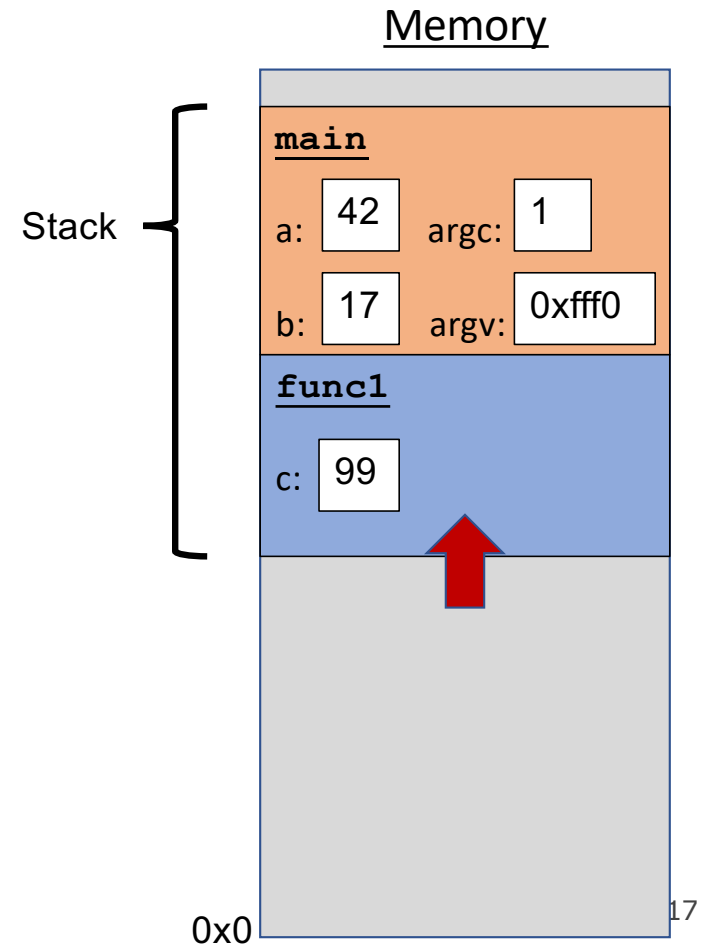 Memory
main
Stack
a: 42 argc: 1
b: 17 argv: 0xfff0
func1
c: 99
0x0
17